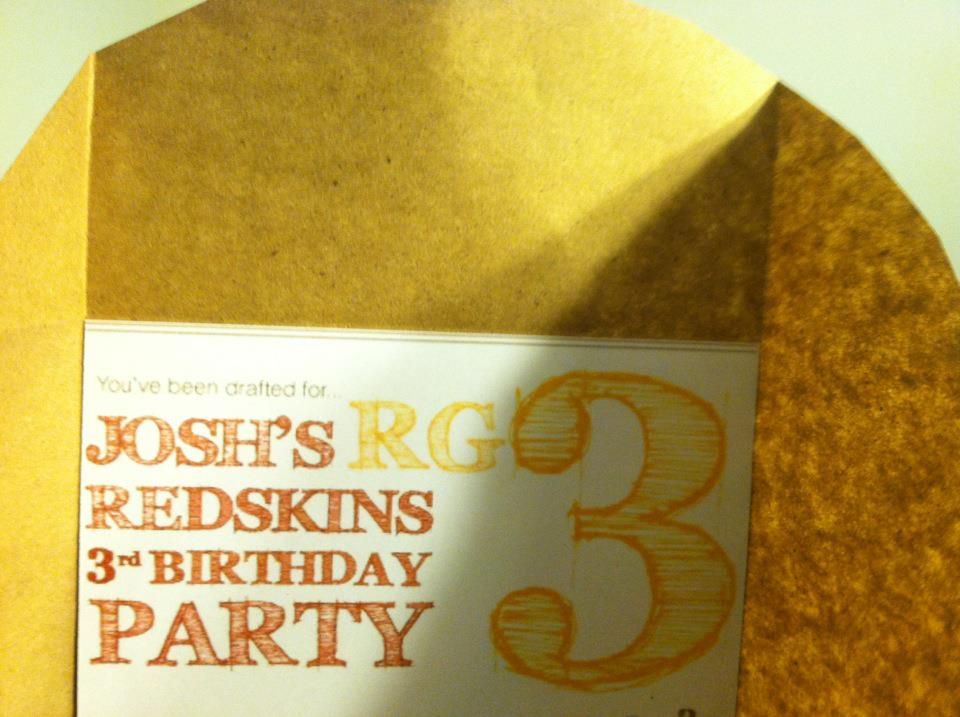 You've been drafted for...
JOSH'S RG3
REDSKINS
3rd BIRTHDAY
PARTY